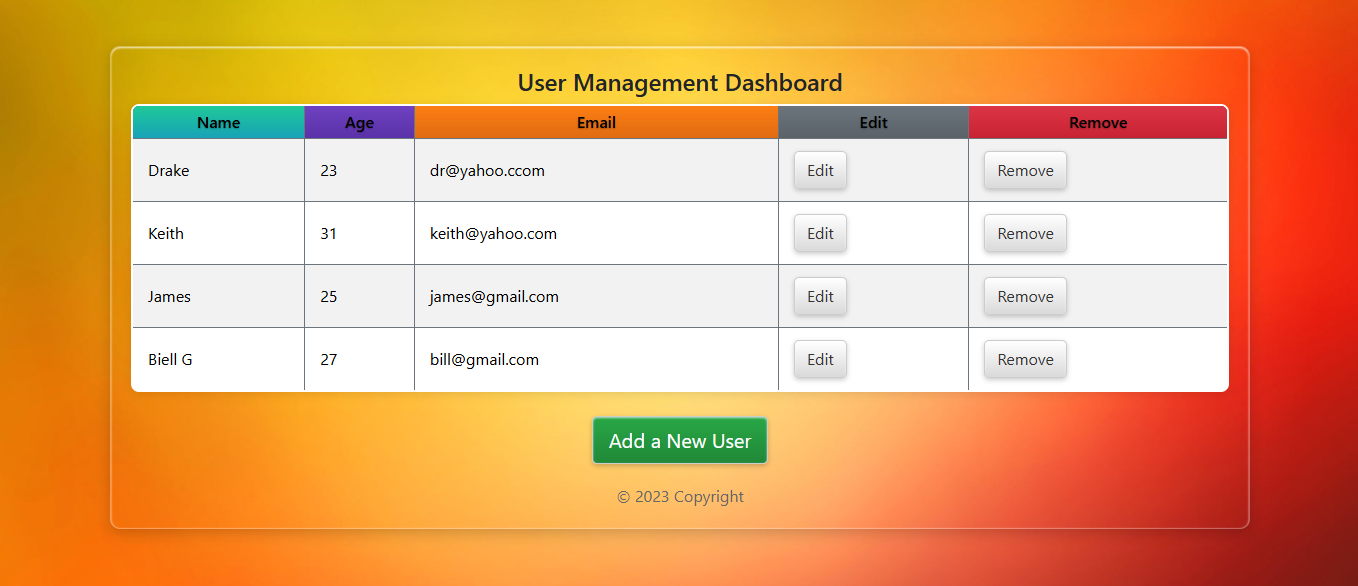 User Management Dashboard
Name Age Email Edit Remove
Drake 23 dr@yahoo.ccom Edit Remove
Keith 31 keith@yahoo.com Edit Remove
James 25 james@gmail.com Edit Remove
Biell G 27 bill@gmail.com Edit Remove
Add a New User
© 2023 Copyright